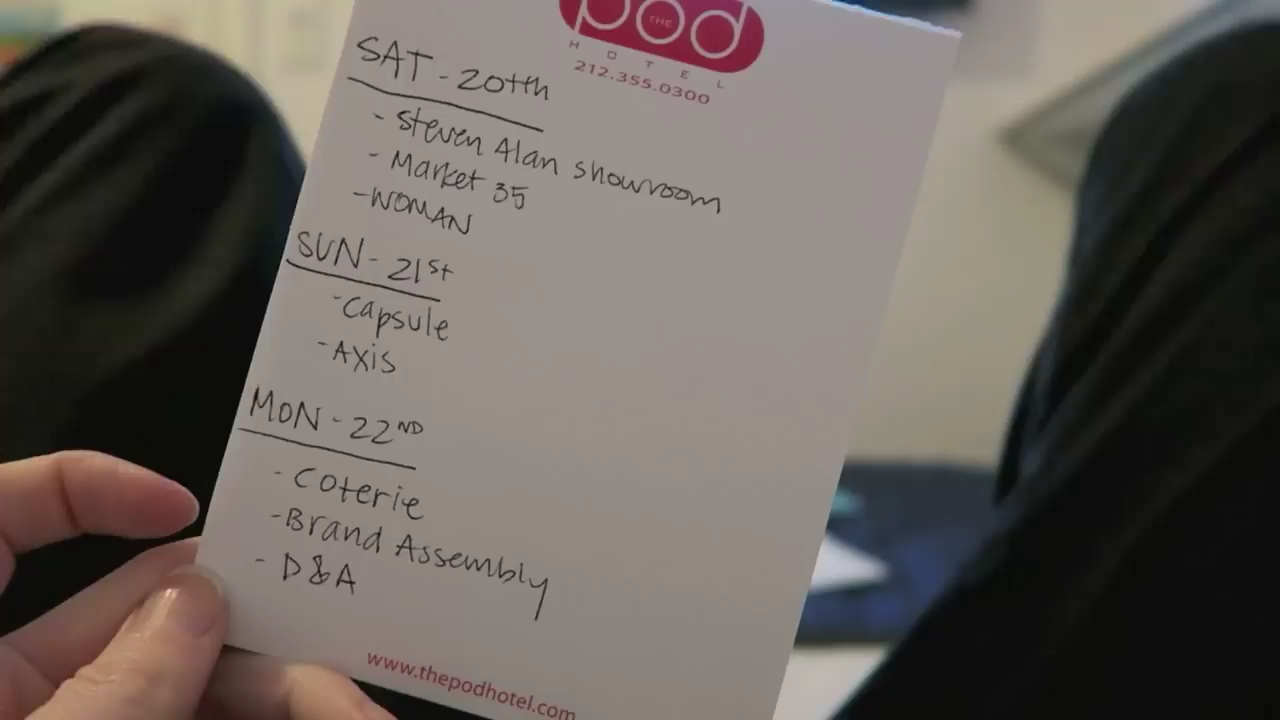 pod
THE
HOTEL
212.355.0300
SAT - 20tth
- Steven Alan showroom
- Market 35
- WOMAN
SUN - 21st
- Capsule
- AXIS
MON - 22ND
- Coterie
- Brand Assembly
- D&A
www.thepodhotel.com